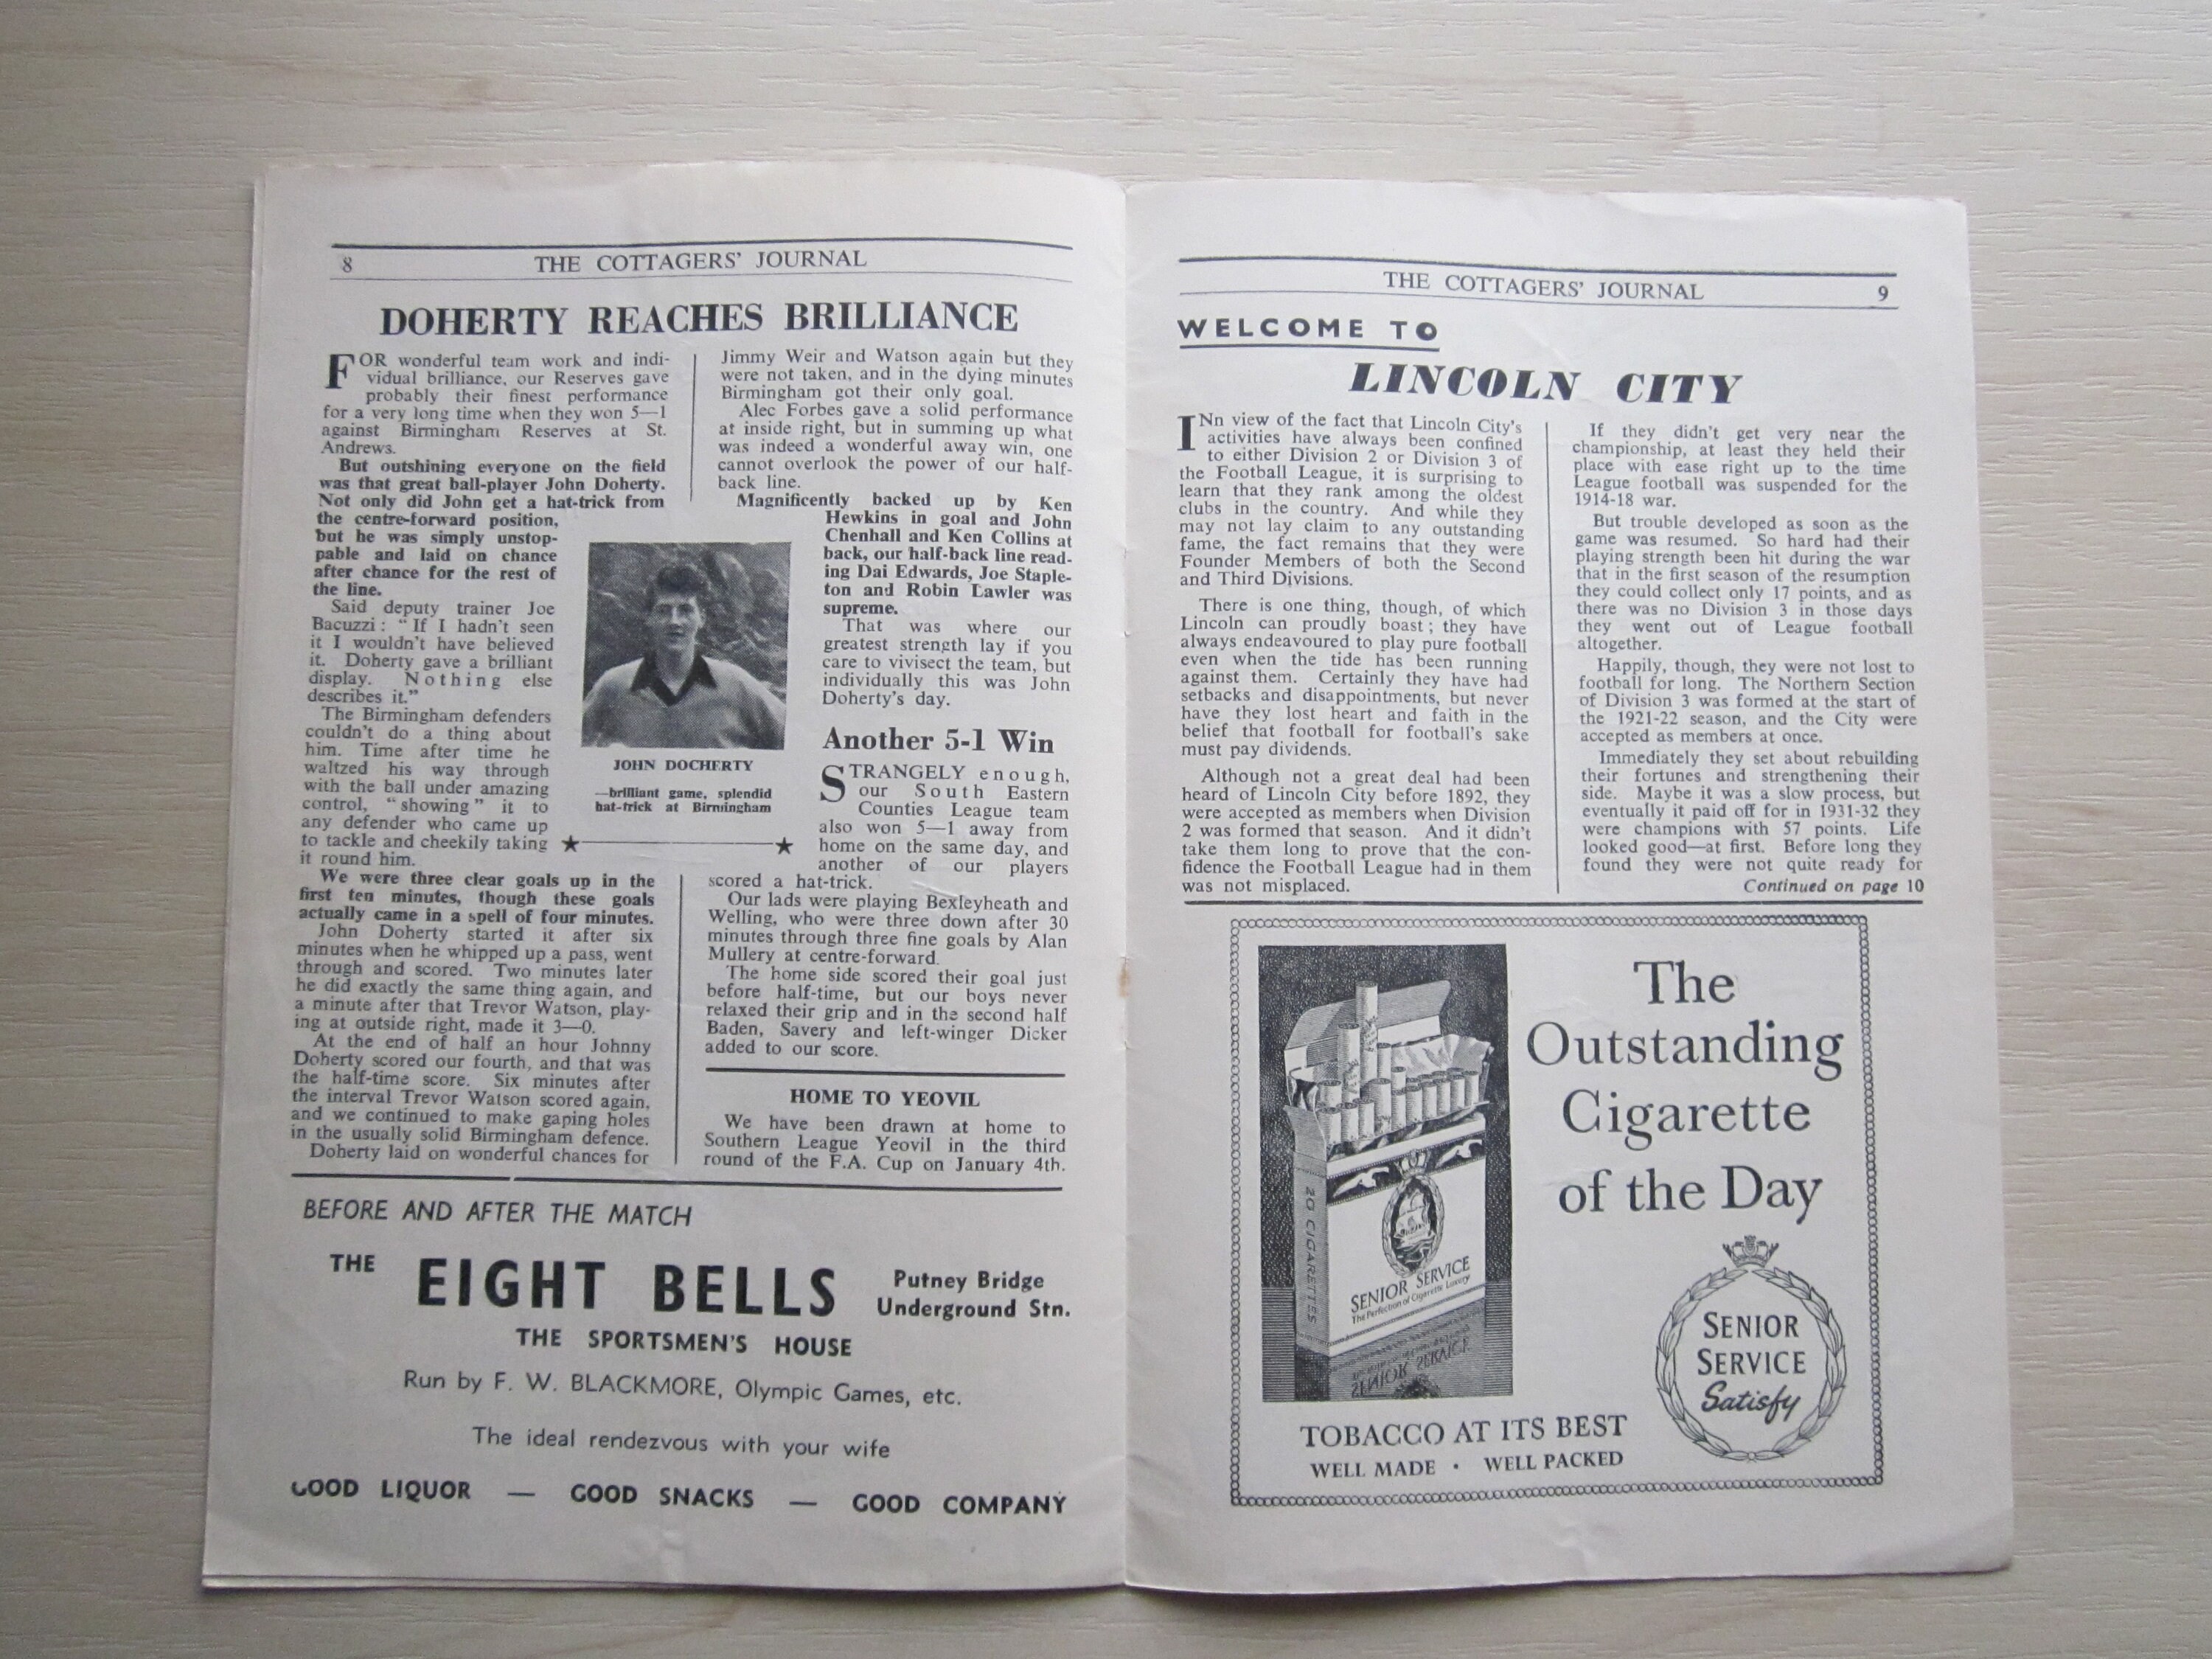 8
THE COTTAGERS' JOURNAL
DOHERTY REACHES BRILLIANCE
FOR wonderful team work and indi-
vidual brilliance, our Reserves gave
probably their finest performance
for a very long time when they won 5—1
against Birmingham Reserves at St.
Andrews.
But outshining everyone on the field
was that great ball-player John Doherty.
Not only did John get a hat-trick from
the centre-forward position,
but he was simply unstop-
pable and laid on chance
after chance for the rest of
the line.
Said deputy trainer Joe
Bacuzzi: "If I hadn't seen
it I wouldn't have believed
it. Doherty gave a brilliant
display. Nothing else
describes it."
The Birmingham defenders
couldn't do a thing about
him. Time after time he
waltzed his way through
with the ball under amazing
control, "showing" it to
any defender who came up
to tackle and cheekily taking
it round him.
We were three clear goals up in the
first ten minutes, though these goals
actually came in a spell of four minutes.
John Doherty started it after six
minutes when he whipped up a pass, went
through and scored. Two minutes later
he did exactly the same thing again, and
a minute after that Trevor Watson, play-
ing at outside right, made it 3—0.
At the end of half an hour Johnny
Doherty scored our fourth, and that was
the half-time score. Six minutes after
the interval Trevor Watson scored again,
and we continued to make gaping holes
in the usually solid Birmingham defence.
Doherty laid on wonderful chances for
JOHN DOCHERTY
—brilliant game, splendid
hat-trick at Birmingham
Jimmy Weir and Watson again but they
were not taken, and in the dying minutes
Birmingham got their only goal.
Alec Forbes gave a solid performance
at inside right, but in summing up what
was indeed a wonderful away win, one
cannot overlook the power of our half-
back line.
Magnificently backed up by Ken
Hewkins in goal and John
Chenhall and Ken Collins at
back, our half-back line read-
ing Dai Edwards, Joe Staple-
ton and Robin Lawler was
supreme.
That was where our
greatest strength lay if you
care to vivisect the team, but
individually this was John
Doherty's day.
Another 5-1 Win
STRANGELY enough,
our South Eastern
Counties League team
also won 5—1 away from
home on the same day, and
another of our players
scored a hat-trick.
Our lads were playing Bexleyheath and
Welling, who were three down after 30
minutes through three fine goals by Alan
Mullery at centre-forward.
The home side scored their goal just
before half-time, but our boys never
relaxed their grip and in the second half
Baden, Savery and left-winger Dicker
added to our score.
HOME TO YEOVIL
We have been drawn at home to
Southern League Yeovil in the third
round of the F.A. Cup on January 4th.
BEFORE AND AFTER THE MATCH
THE EIGHT BELLS
Putney Bridge
Underground Stn.
THE SPORTSMEN'S HOUSE
Run by F. W. BLACKMORE, Olympic Games, etc.
The ideal rendezvous with your wife
GOOD LIQUOR — GOOD SNACKS — GOOD COMPANY
THE COTTAGERS' JOURNAL
9
WELCOME TO
LINCOLN CITY
INn view of the fact that Lincoln City's
activities have always been confined
to either Division 2 or Division 3 of
the Football League, it is surprising to
learn that they rank among the oldest
clubs in the country. And while they
may not lay claim to any outstanding
fame, the fact remains that they were
Founder Members of both the Second
and Third Divisions.
There is one thing, though, of which
Lincoln can proudly boast; they have
always endeavoured to play pure football
even when the tide has been running
against them. Certainly they have had
setbacks and disappointments, but never
have they lost heart and faith in the
belief that football for football's sake
must pay dividends.
Although not a great deal had been
heard of Lincoln City before 1892, they
were accepted as members when Division
2 was formed that season. And it didn't
take them long to prove that the con-
fidence the Football League had in them
was not misplaced.
If they didn't get very near the
championship, at least they held their
place with ease right up to the time
League football was suspended for the
1914-18 war.
But trouble developed as soon as the
game was resumed. So hard had their
playing strength been hit during the war
that in the first season of the resumption
they could collect only 17 points, and as
there was no Division 3 in those days
they went out of League football
altogether.
Happily, though, they were not lost to
football for long. The Northern Section
of Division 3 was formed at the start of
the 1921-22 season, and the City were
accepted as members at once.
Immediately they set about rebuilding
their fortunes and strengthening their
side. Maybe it was a slow process, but
eventually it paid off for in 1931-32 they
were champions with 57 points. Life
looked good—at first. Before long they
found they were not quite ready for
Continued on page 10
The
Outstanding
Cigarette
of the Day
20 CIGARETTES
SENIOR SERVICE
The Perfection of Cigarette Luxury
SENIOR
SERVICE
Satisfy
TOBACCO AT ITS BEST
WELL MADE • WELL PACKED